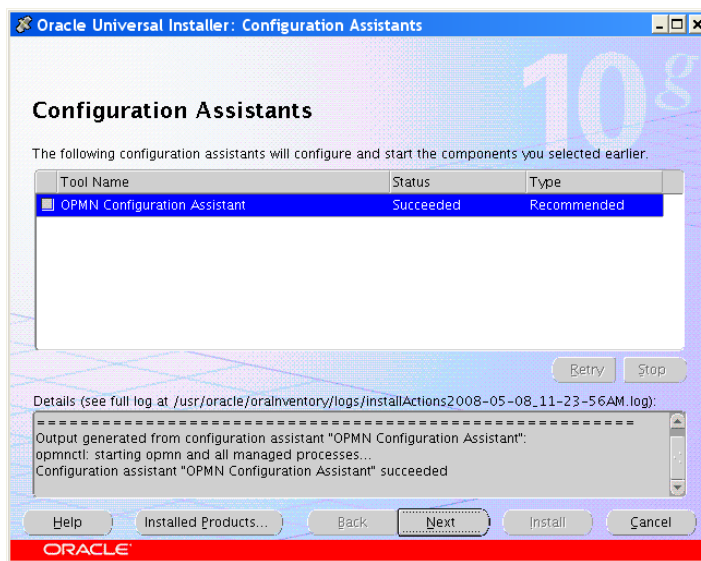 Oracle Universal Installer: Configuration Assistants
10g
Configuration Assistants
The following configuration assistants will configure and start the components you selected earlier.
Tool Name Status Type
OPMN Configuration Assistant Succeeded Recommended
Retry Stop
Details (see full log at /usr/oracle/oraInventory/logs/installActions2008-05-08_11-23-56AM.log):
============================================================
Output generated from configuration assistant "OPMN Configuration Assistant":
opmnctl: starting opmn and all managed processes...
Configuration assistant "OPMN Configuration Assistant" succeeded
Help Installed Products... Back Next Install Cancel
ORACLE